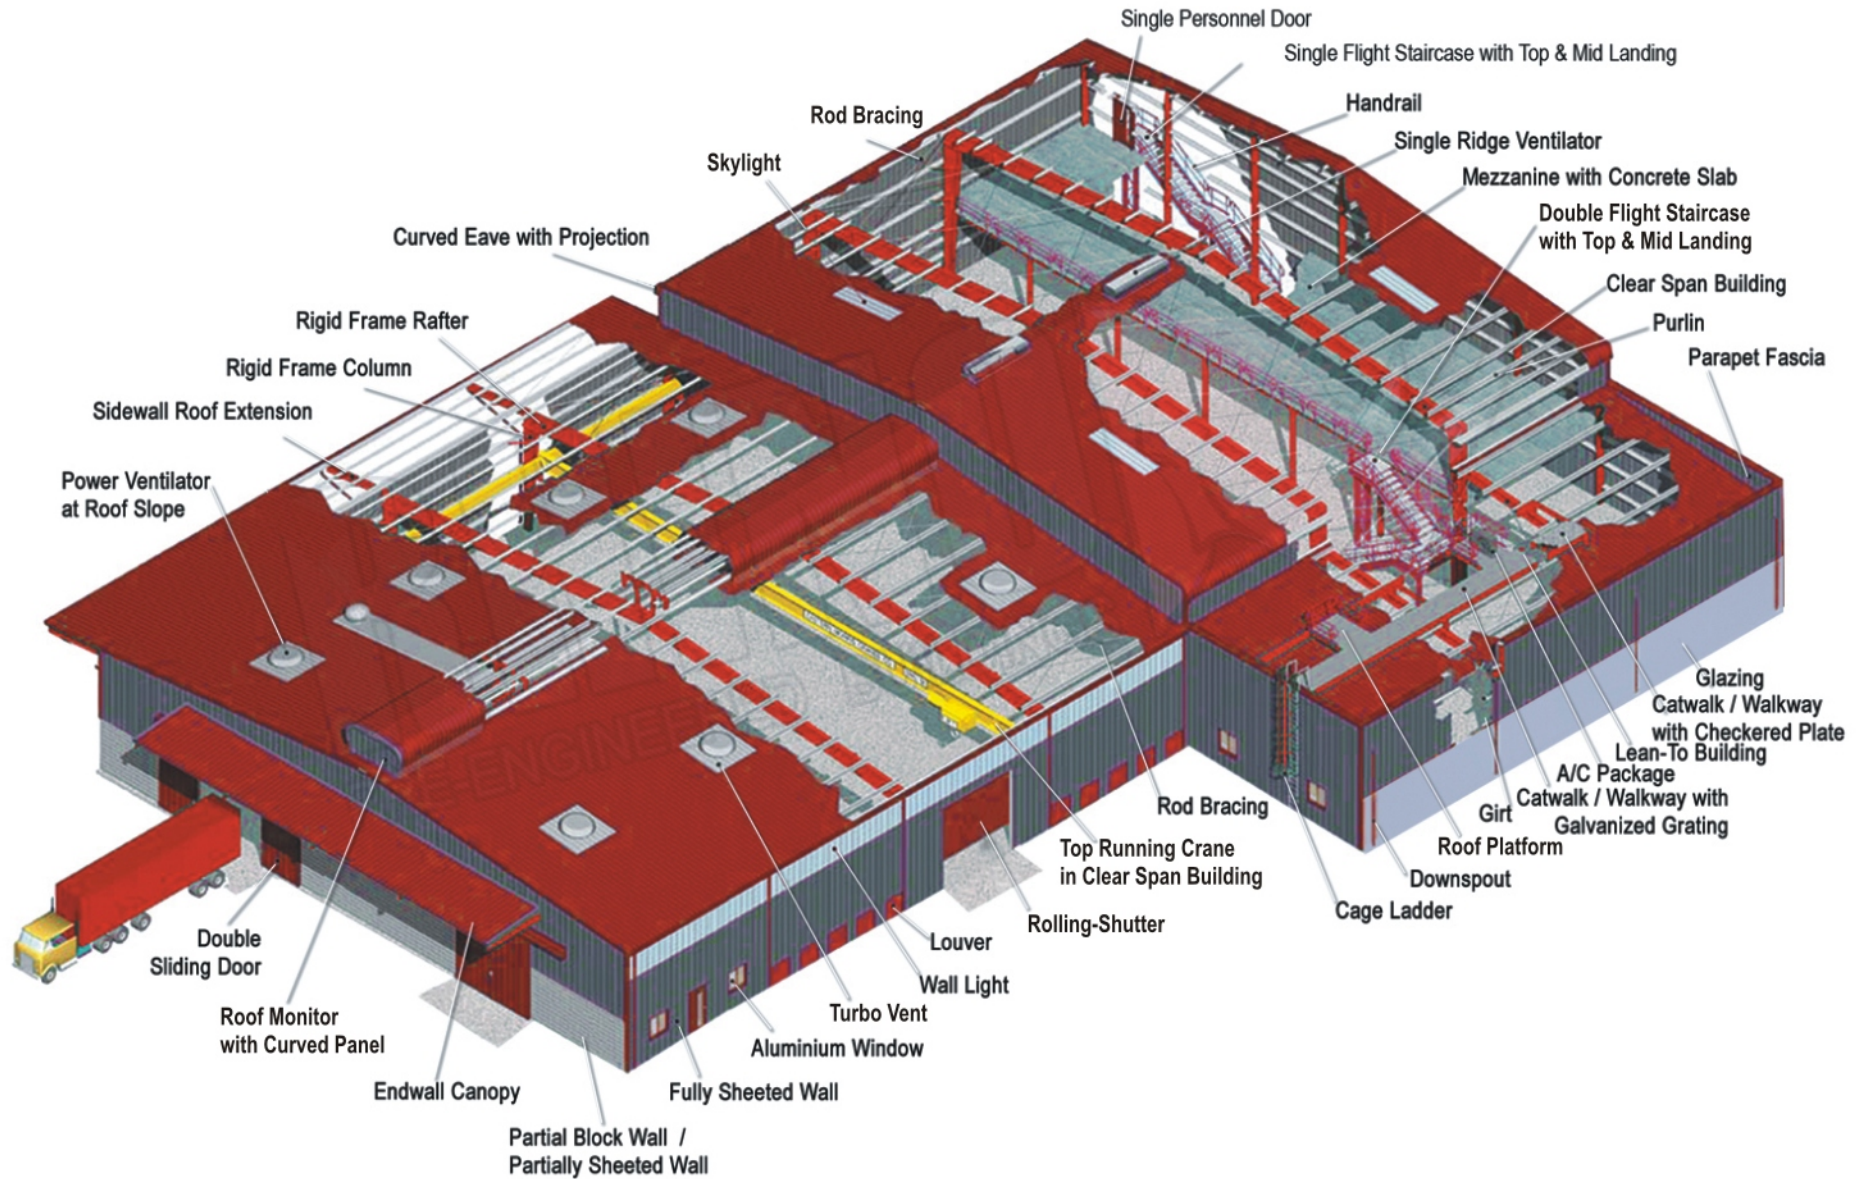 Single Personnel Door
Single Flight Staircase with Top & Mid Landing
Handrail
Rod Bracing
Single Ridge Ventilator
Skylight
Mezzanine with Concrete Slab
Double Flight Staircase
with Top & Mid Landing
Curved Eave with Projection
Clear Span Building
Rigid Frame Rafter
Purlin
Parapet Fascia
Rigid Frame Column
Sidewall Roof Extension
Power Ventilator
at Roof Slope
Glazing
Catwalk / Walkway
with Checkered Plate
Lean-To Building
A/C Package
Catwalk / Walkway with
Galvanized Grating
Girt
Rod Bracing
Roof Platform
Top Running Crane
in Clear Span Building
Downspout
Cage Ladder
Rolling-Shutter
Double
Sliding Door
Louver
Wall Light
Turbo Vent
Roof Monitor
with Curved Panel
Aluminium Window
Endwall Canopy
Fully Sheeted Wall
Partial Block Wall /
Partially Sheeted Wall